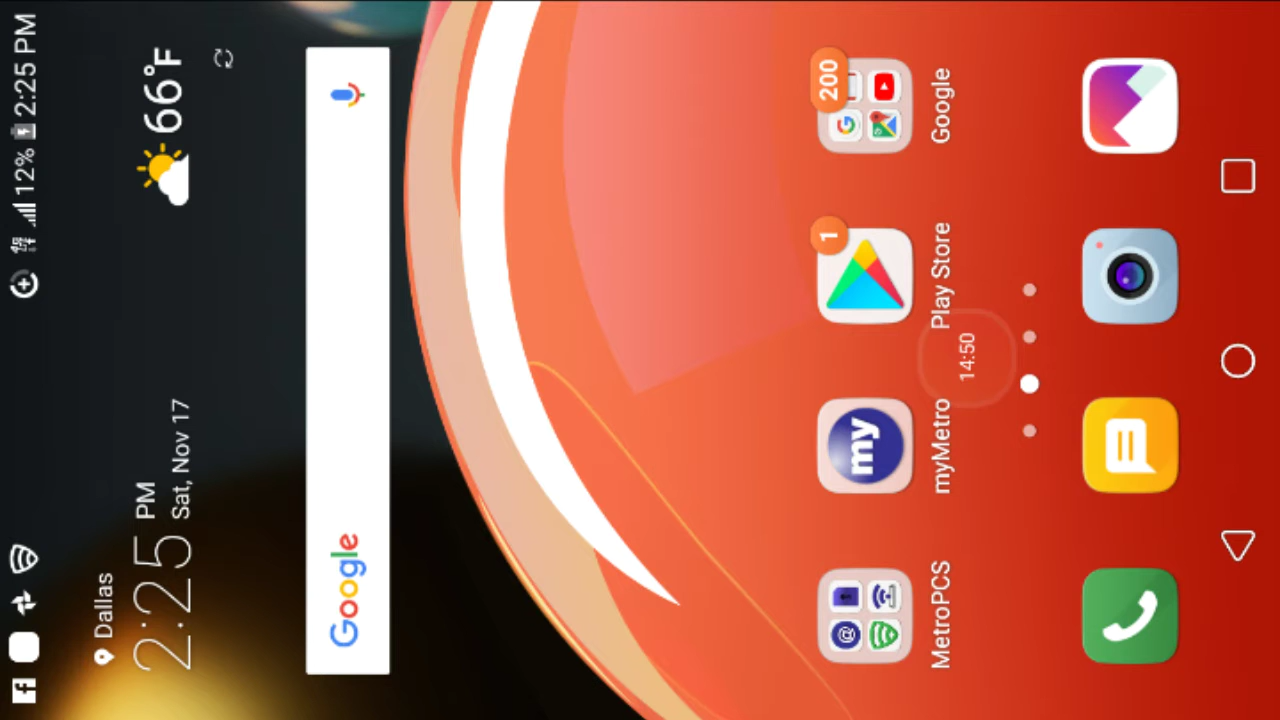 12% 2:25 PM
Dallas
2:25 PM
Sat, Nov 17
66°F
Google
200
1
MetroPCS
my
myMetro
Play Store
Google
14:50